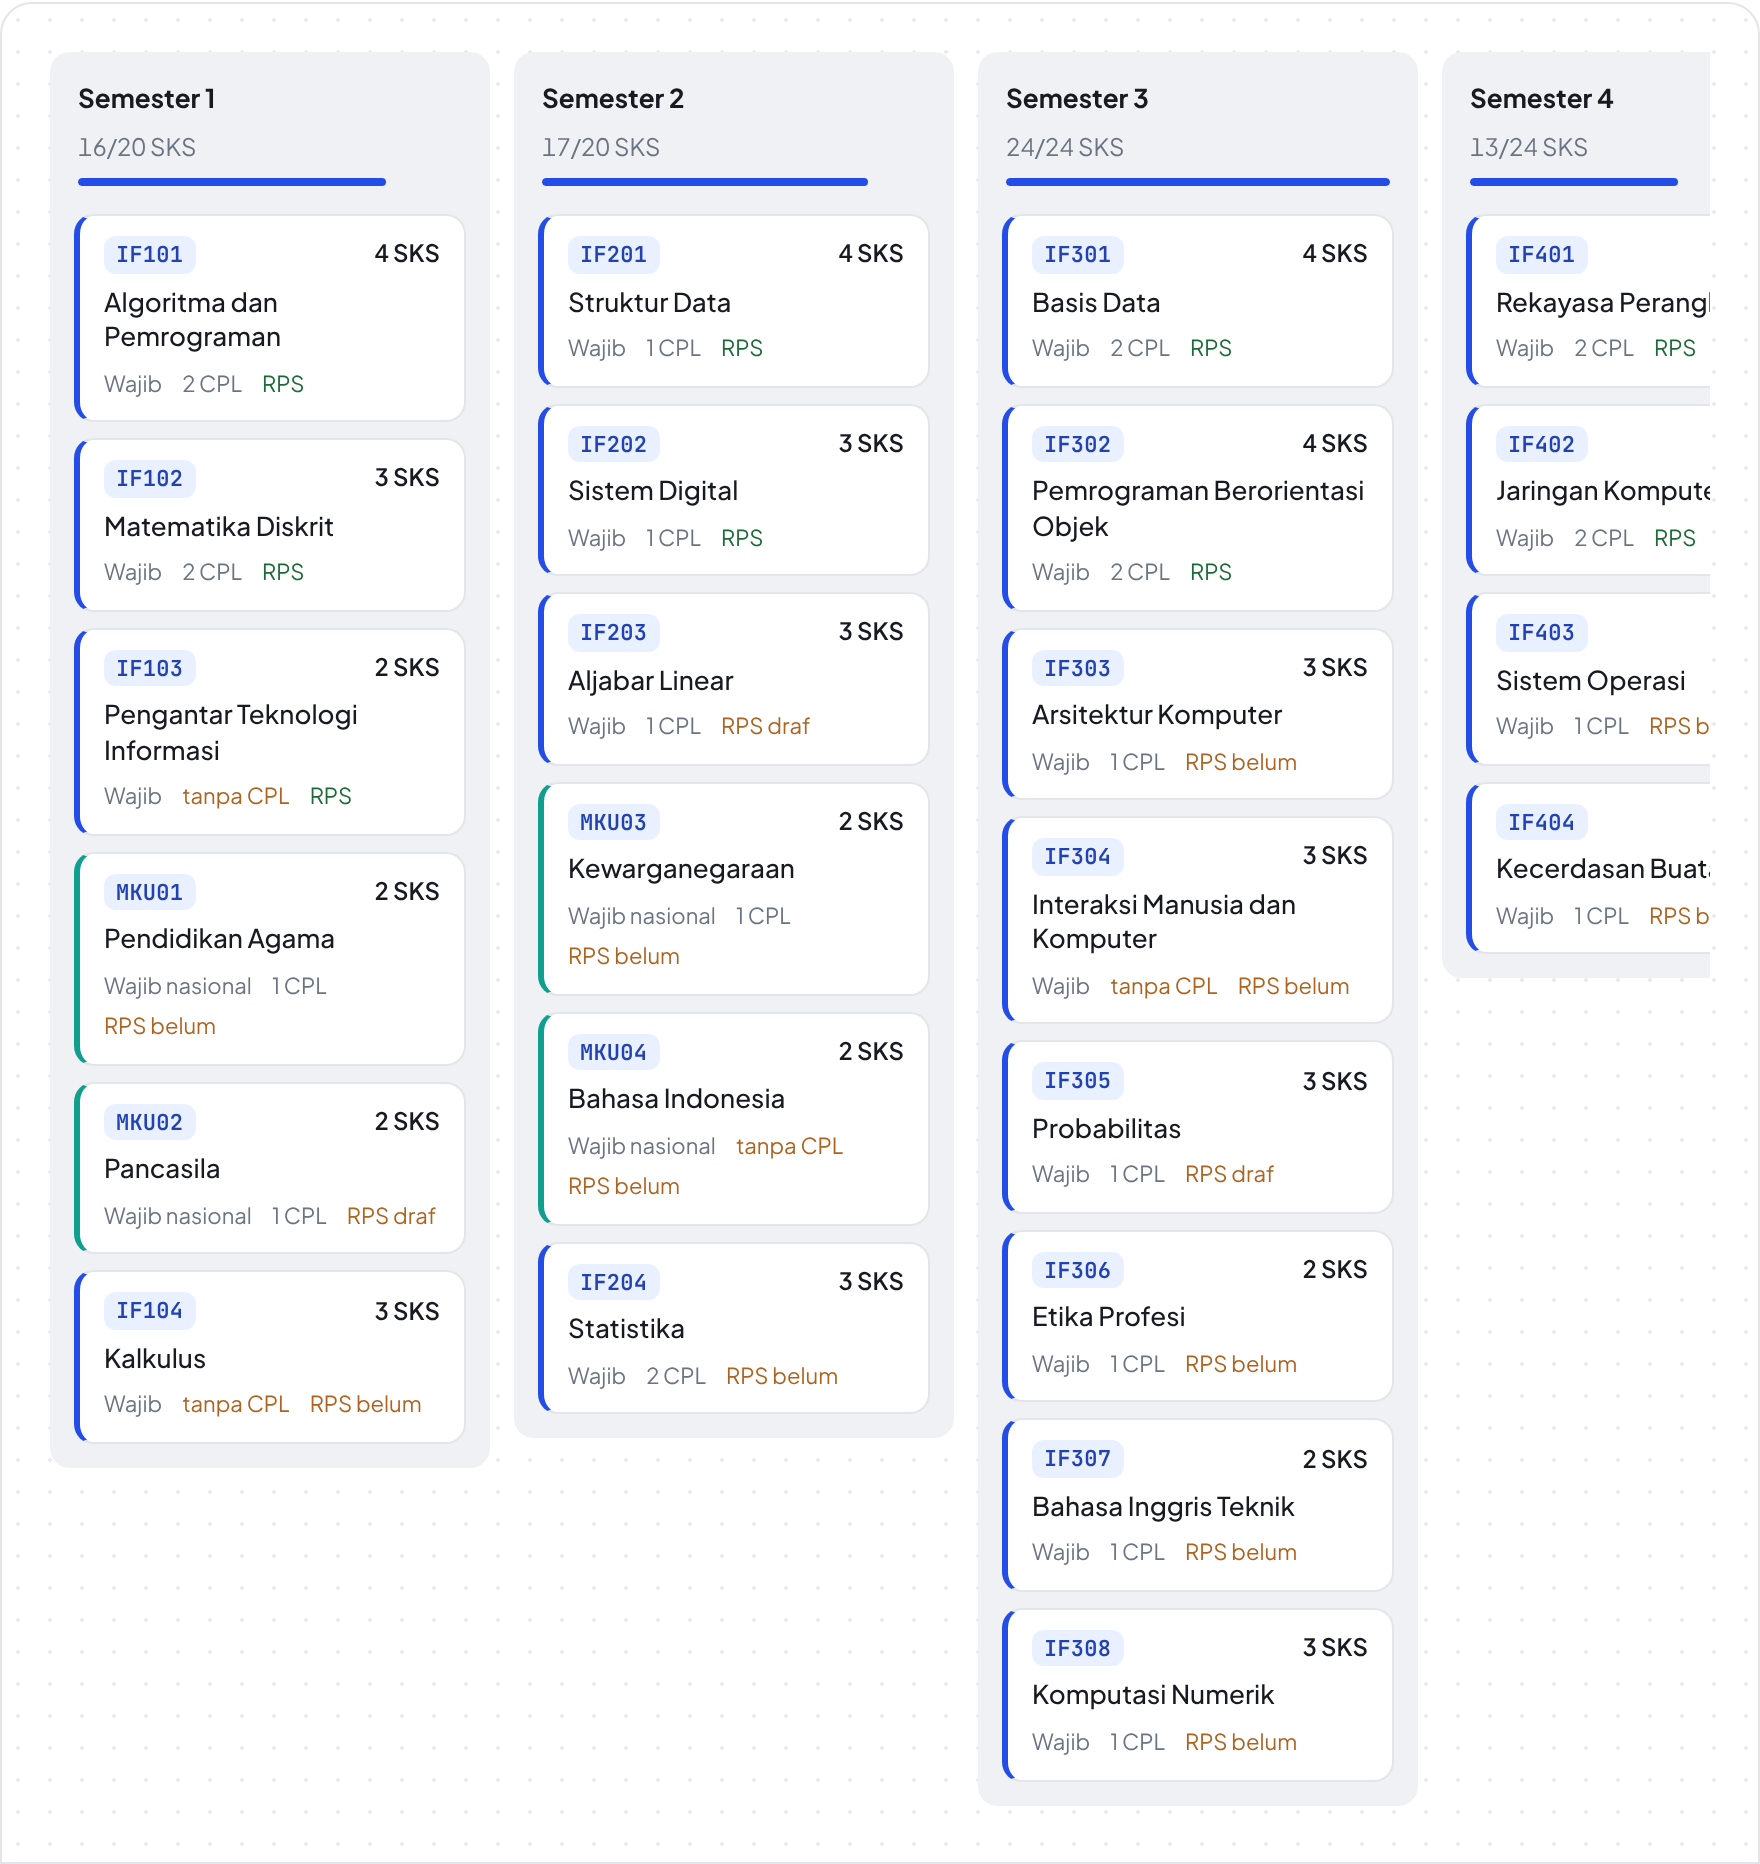 Semester 1
16/20 SKS
IF101 4 SKS
Algoritma dan
Pemrograman
Wajib 2 CPL RPS
IF102 3 SKS
Matematika Diskrit
Wajib 2 CPL RPS
IF103 2 SKS
Pengantar Teknologi
Informasi
Wajib tanpa CPL RPS
MKU01 2 SKS
Pendidikan Agama
Wajib nasional 1 CPL
RPS belum
MKU02 2 SKS
Pancasila
Wajib nasional 1 CPL RPS draf
IF104 3 SKS
Kalkulus
Wajib tanpa CPL RPS belum
Semester 2
17/20 SKS
IF201 4 SKS
Struktur Data
Wajib 1 CPL RPS
IF202 3 SKS
Sistem Digital
Wajib 1 CPL RPS
IF203 3 SKS
Aljabar Linear
Wajib 1 CPL RPS draf
MKU03 2 SKS
Kewarganegaraan
Wajib nasional 1 CPL
RPS belum
MKU04 2 SKS
Bahasa Indonesia
Wajib nasional tanpa CPL
RPS belum
IF204 3 SKS
Statistika
Wajib 2 CPL RPS belum
Semester 3
24/24 SKS
IF301 4 SKS
Basis Data
Wajib 2 CPL RPS
IF302 4 SKS
Pemrograman Berorientasi
Objek
Wajib 2 CPL RPS
IF303 3 SKS
Arsitektur Komputer
Wajib 1 CPL RPS belum
IF304 3 SKS
Interaksi Manusia dan
Komputer
Wajib tanpa CPL RPS belum
IF305 3 SKS
Probabilitas
Wajib 1 CPL RPS draf
IF306 2 SKS
Etika Profesi
Wajib 1 CPL RPS belum
IF307 2 SKS
Bahasa Inggris Teknik
Wajib 1 CPL RPS belum
IF308 3 SKS
Komputasi Numerik
Wajib 1 CPL RPS belum
Semester 4
13/24 SKS
IF401
Rekayasa
Wajib 2 CPL RPS
IF402
Jaringan
Wajib 2 CPL RPS
IF403
Sistem Operasi
Wajib 1 CPL RPS
IF404
Kecerdasan
Wajib 1 CPL RPS